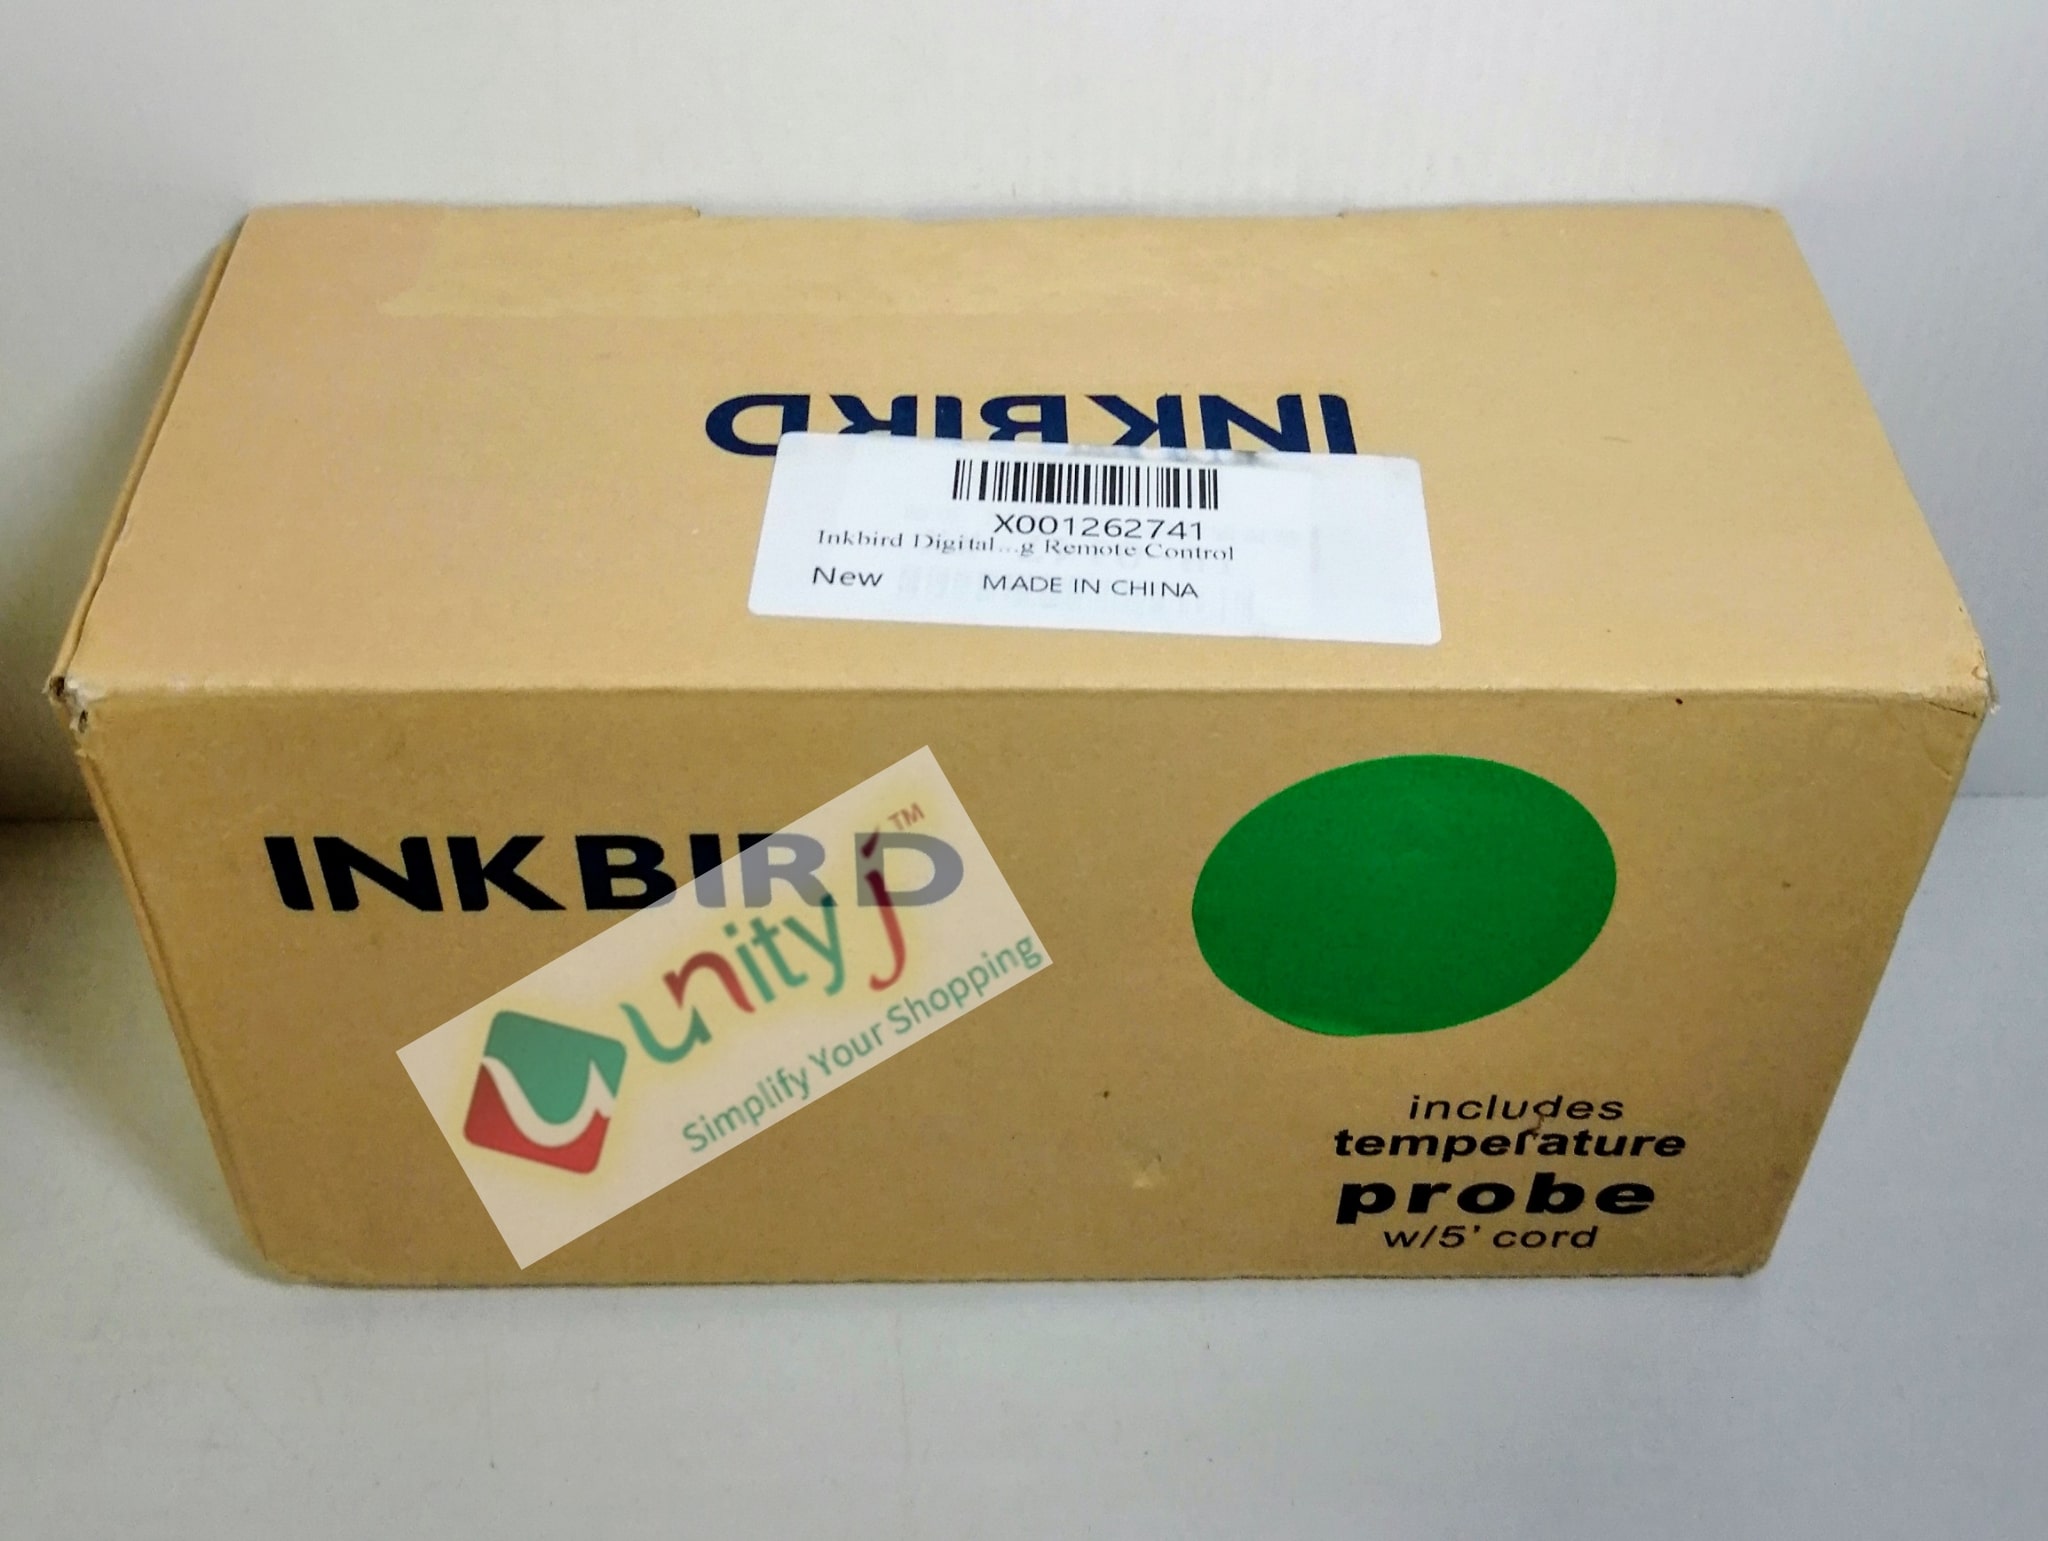 INKBIRD
X001262741
Inkbird Digital...g Remote Control
New MADE IN CHINA
INKBIRD
unityj™
Simplify Your Shopping
includes
temperature
probe
w/5' cord